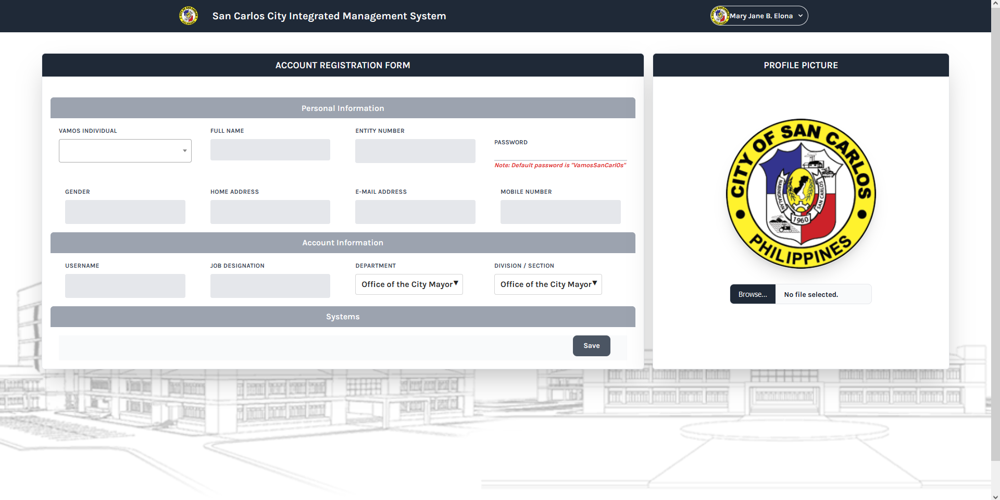 San Carlos City Integrated Management System
Mary Jane B. Elona
ACCOUNT REGISTRATION FORM
Personal Information
VAMOS INDIVIDUAL
FULL NAME
ENTITY NUMBER
PASSWORD
Note: Default password is "VamosSanCarl0s"
GENDER
HOME ADDRESS
E-MAIL ADDRESS
MOBILE NUMBER
Account Information
USERNAME
JOB DESIGNATION
DEPARTMENT
DIVISION / SECTION
Office of the City Mayor
Office of the City Mayor
Systems
Save
PROFILE PICTURE
CITY OF SAN CARLOS
NABINGKALAN
SAN CARLOS
1960
PHILIPPINES
Browse...
No file selected.